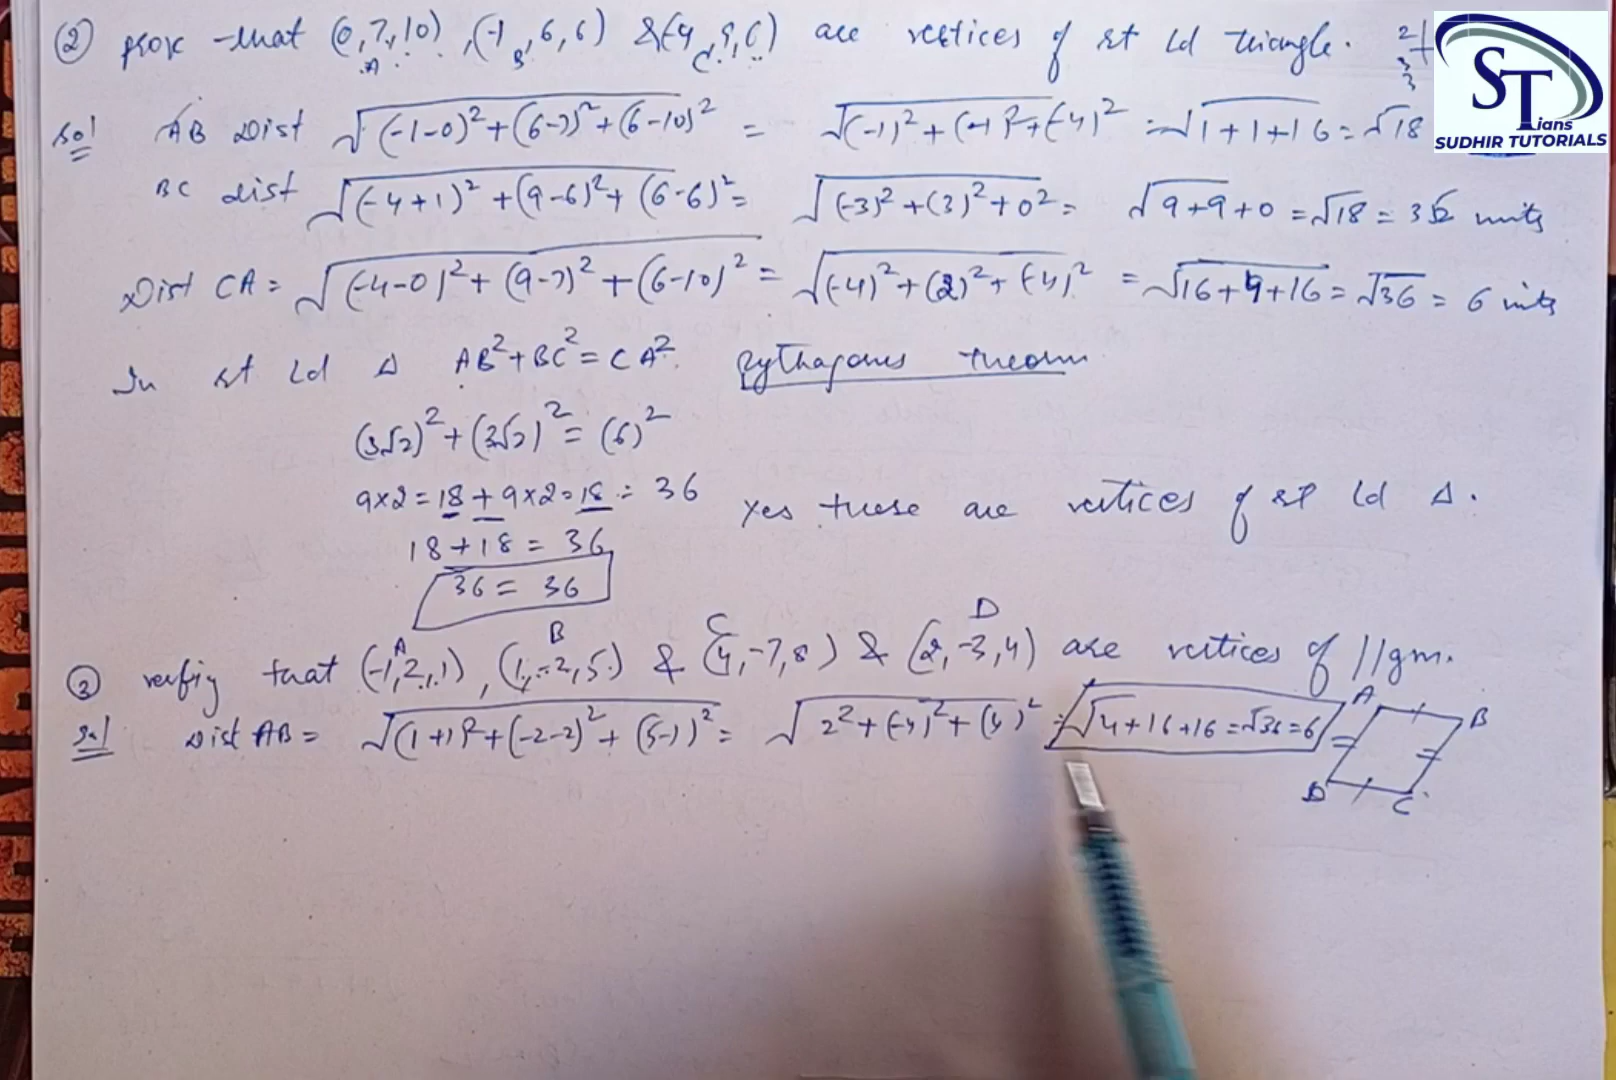 ② prove that (0,7,10), (-1,6,6) & (-4,9,6) are vertices of rt Ld triangle.
A B C
Sol AB Dist √(-1-0)²+(6-7)²+(6-10)² = √(-1)²+(-1)²+(-4)² = √1+1+16 = √18
BC dist √(-4+1)²+(9-6)²+(6-6)² = √(-3)²+(3)²+0² = √9+9+0 = √18 = 3√2 units
Dist CA = √(-4-0)²+(9-7)²+(6-10)² = √(-4)²+(2)²+(-4)² = √16+4+16 = √36 = 6 units
In rt Ld Δ AB²+BC² = CA². pythagorus theorm
(3√2)²+(3√2)² = (6)²
9×2=18+9×2=18 = 36
Yes these are vertices of rt Ld Δ.
18+18 = 36
36 = 36
A B C D
③ verfiy that (-1,2,1), (1,-2,5) & (4,-7,8) & (2,-3,4) are vertices of //gm.
Sol Dist AB = √(1+1)²+(-2-2)²+(5-1)² = √2²+(-4)²+(4)² = √4+16+16 = √36 = 6
A B
D C
ST
ians
SUDHIR TUTORIALS